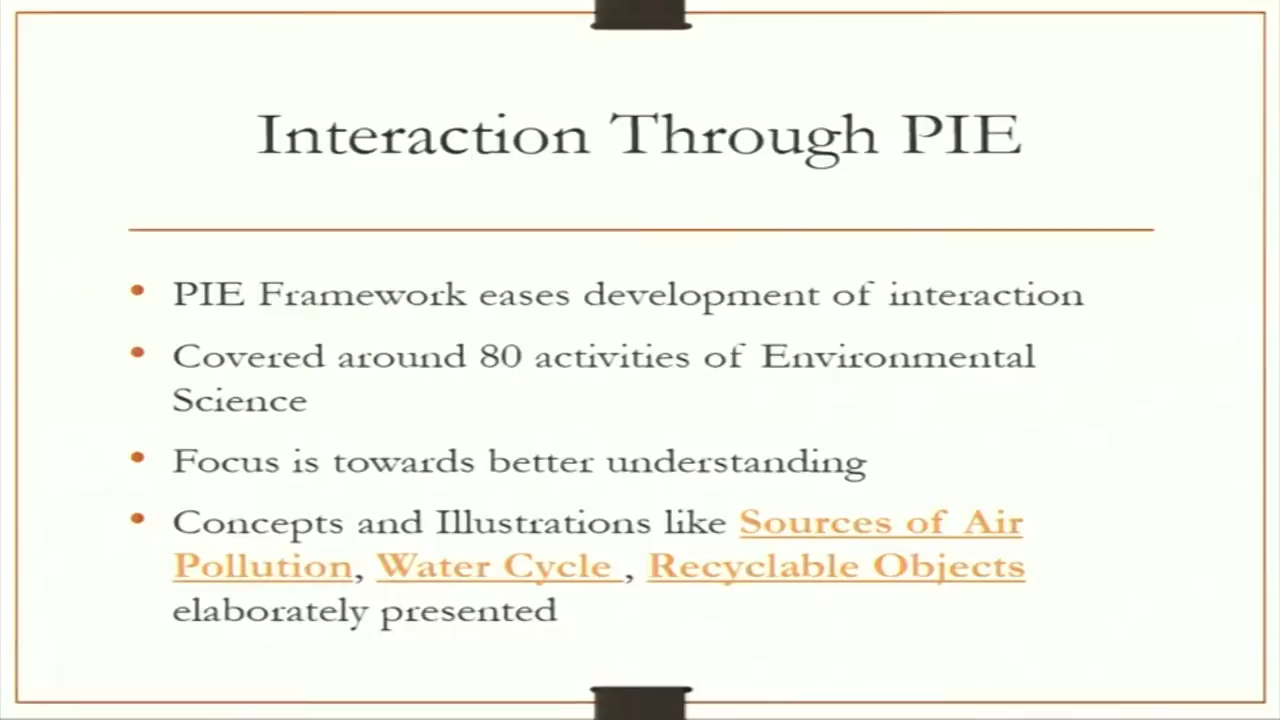 Interaction Through PIE
• PIE Framework eases development of interaction
• Covered around 80 activities of Environmental
Science
• Focus is towards better understanding
• Concepts and Illustrations like Sources of Air
Pollution, Water Cycle , Recyclable Objects
elaborately presented